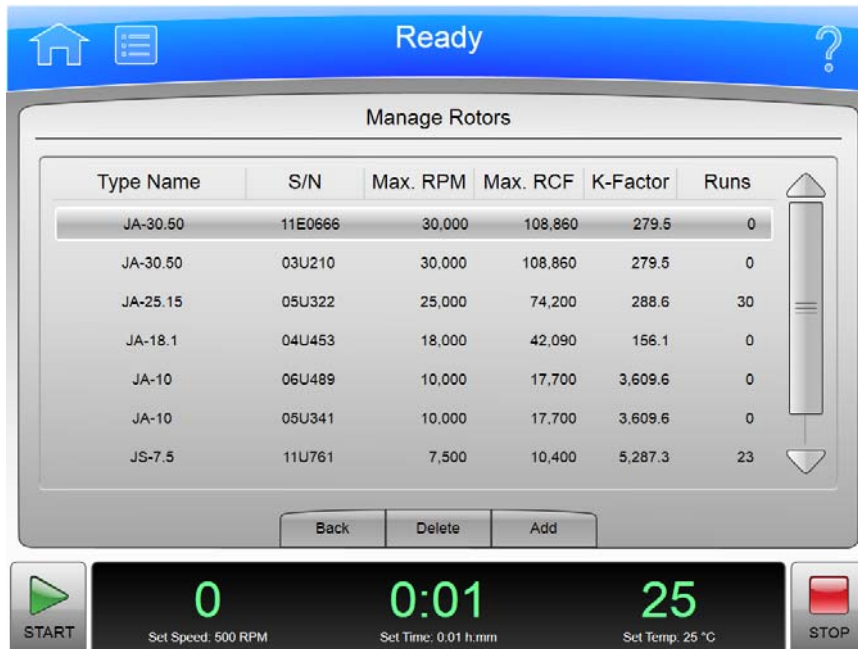 Ready
Manage Rotors
Type Name S/N Max. RPM Max. RCF K-Factor Runs
JA-30.50 11E0666 30,000 108,860 279.5 0
JA-30.50 03U210 30,000 108,860 279.5 0
JA-25.15 05U322 25,000 74,200 288.6 30
JA-18.1 04U453 18,000 42,090 156.1 0
JA-10 06U489 10,000 17,700 3,609.6 0
JA-10 05U341 10,000 17,700 3,609.6 0
JS-7.5 11U761 7,500 10,400 5,287.3 23
Back Delete Add
0 0:01 25
START Set Speed: 500 RPM Set Time: 0:01 h:mm Set Temp: 25 °C STOP